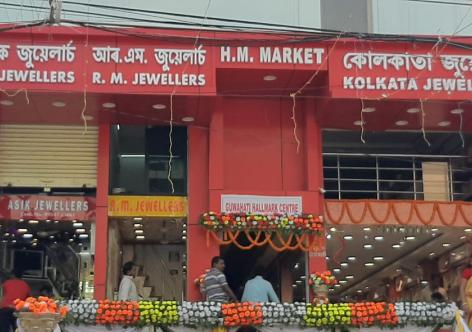 ক জুয়েলার্চ
JEWELLERS
আৰ.এম. জুয়েলাৰ্চ
R. M. JEWELLERS
H.M. MARKET
কোলকাতা জুয়ে
KOLKATA JEWEL
ASIK JEWELLERS
R.M. JEWELLERS
GUWAHATI HALLMARK CENTRE
H.M.